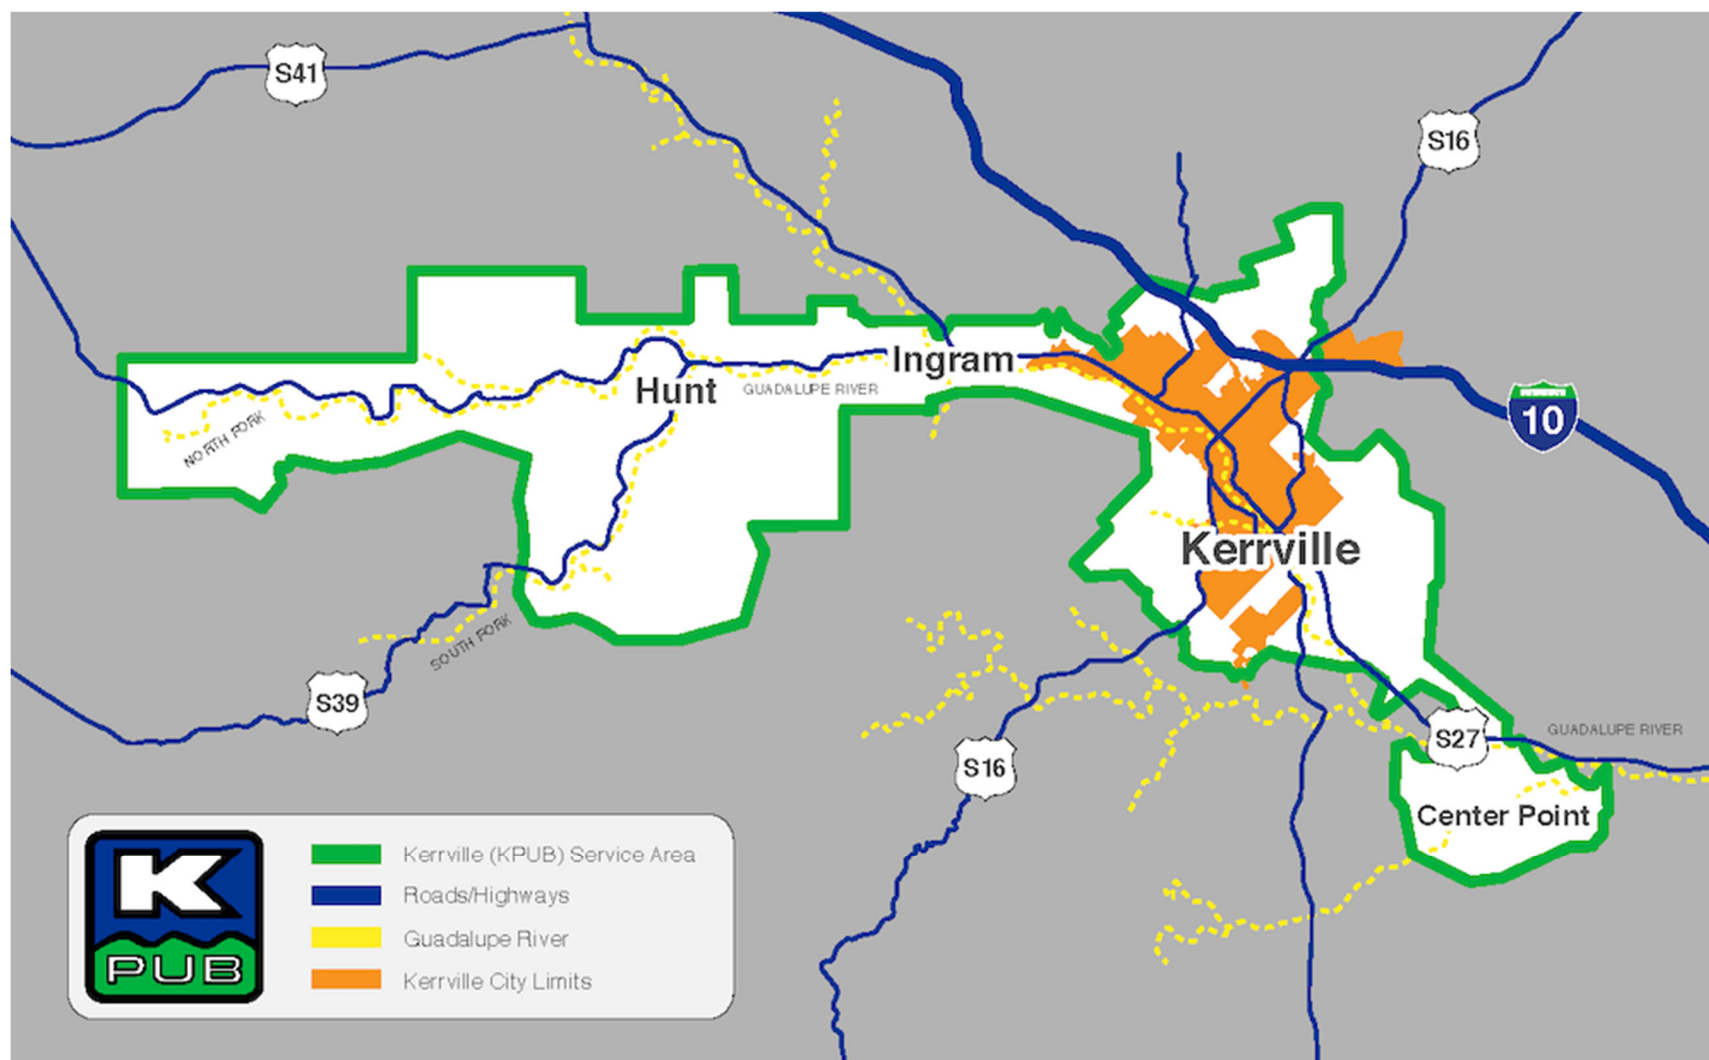 S41
S16
10
Ingram
Hunt
GUADALUPE RIVER
NORTH FORK
Kerrville
SOUTH FORK
S39
S16
S27
GUADALUPE RIVER
Center Point
K
PUB
Kerrville (KPUB) Service Area
Roads/Highways
Guadalupe River
Kerrville City Limits